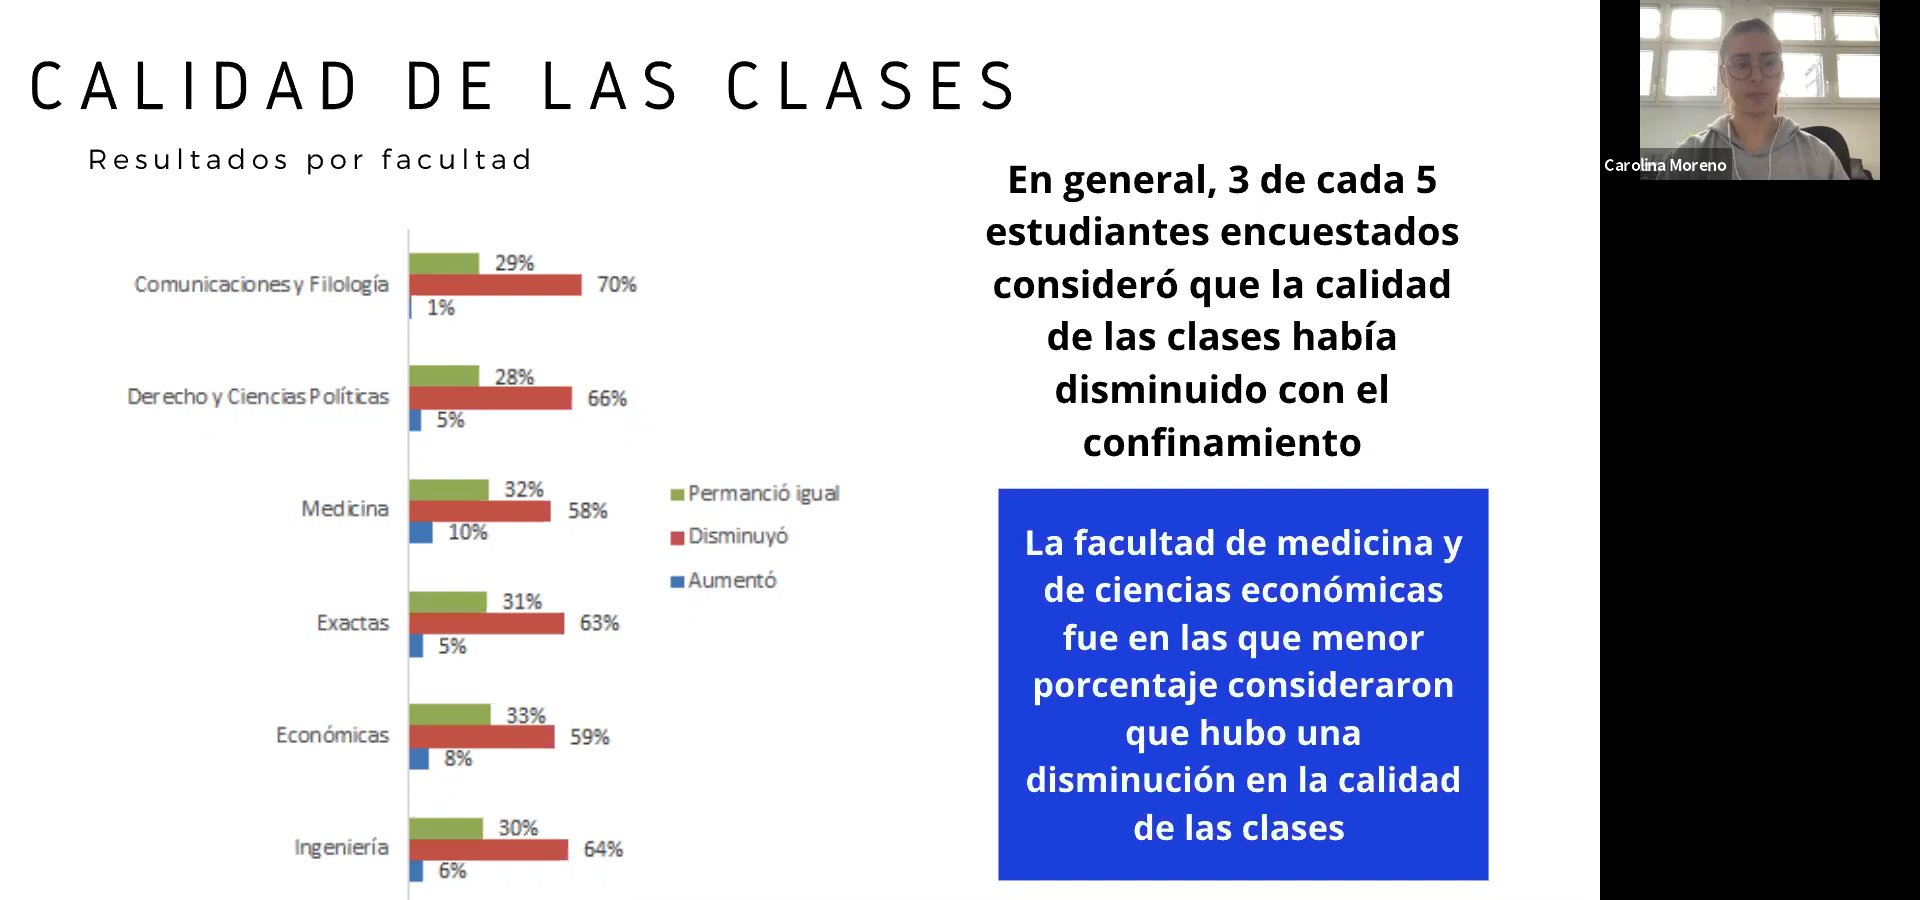 CALIDAD DE LAS CLASES
Resultados por facultad
Comunicaciones y Filología
29%
70%
1%
Derecho y Ciencias Políticas
28%
66%
5%
Medicina
32%
58%
10%
Exactas
31%
63%
5%
Económicas
33%
59%
8%
Ingeniería
30%
64%
6%
Permanció igual
Disminuyó
Aumentó
En general, 3 de cada 5
estudiantes encuestados
consideró que la calidad
de las clases había
disminuido con el
confinamiento
La facultad de medicina y
de ciencias económicas
fue en las que menor
porcentaje consideraron
que hubo una
disminución en la calidad
de las clases
Carolina Moreno